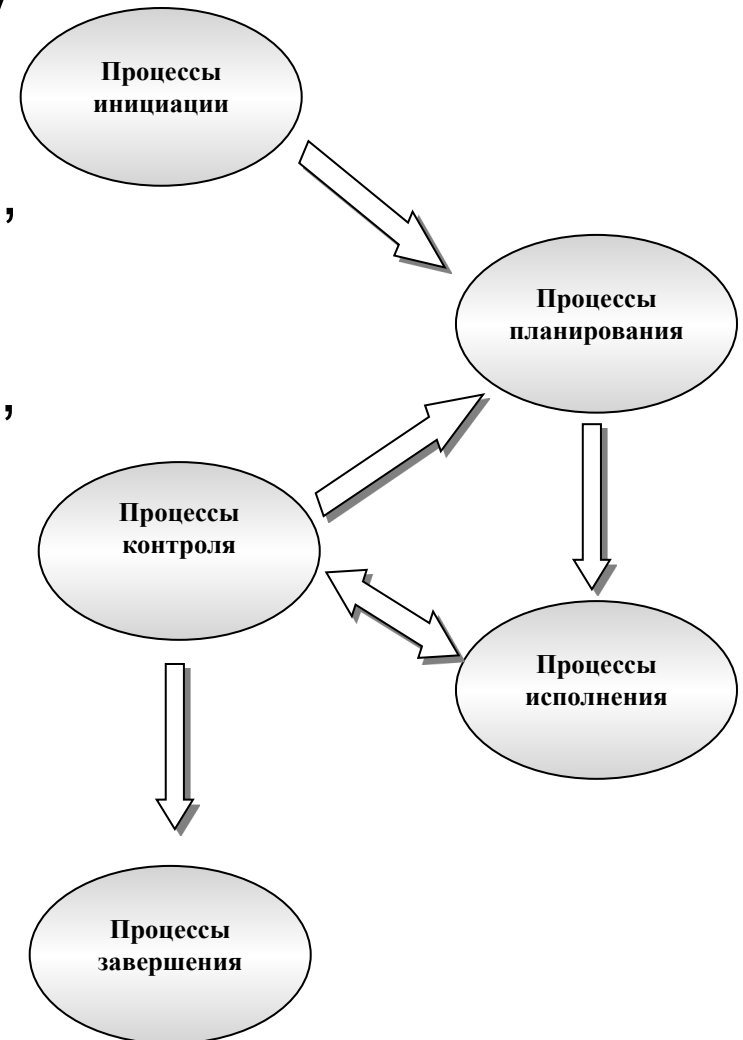 Процессы
инициации
,
Процессы
планирования
,
Процессы
контроля
Процессы
исполнения
Процессы
завершения